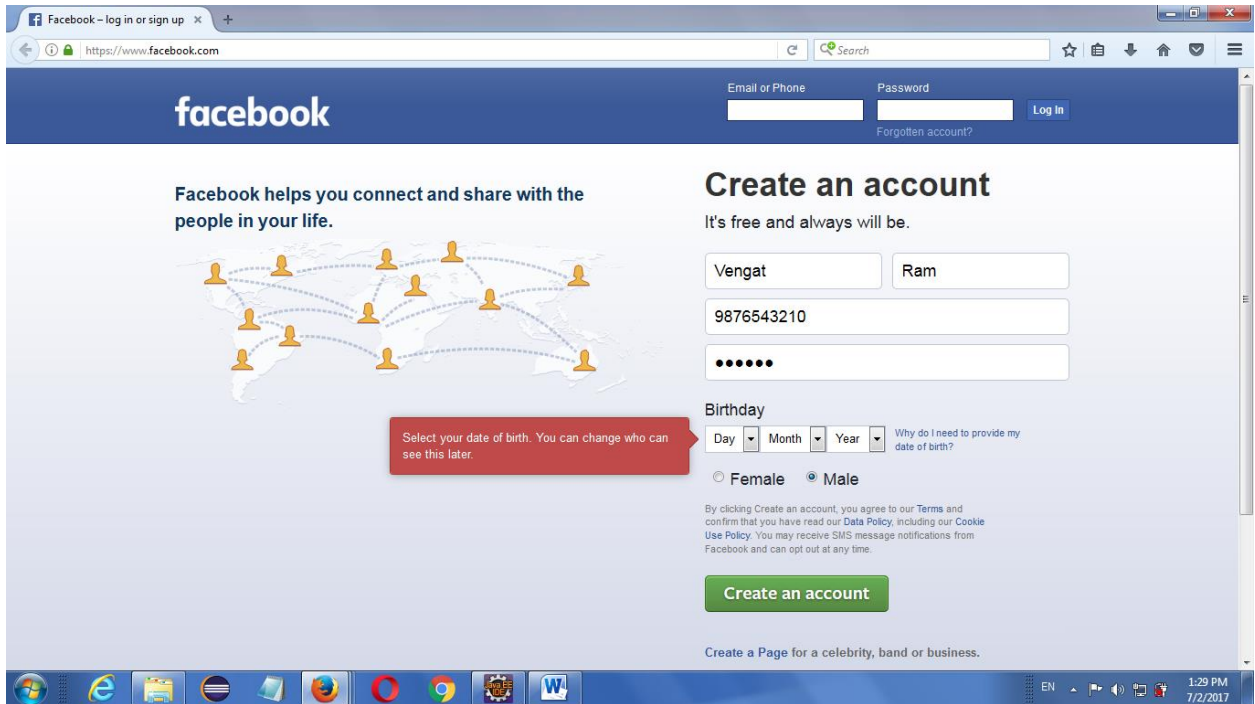 Facebook – log in or sign up
https://www.facebook.com
Search
facebook
Email or Phone
Password
Log In
Forgotten account?
Facebook helps you connect and share with the
people in your life.
Create an account
It's free and always will be.
Vengat
Ram
9876543210
••••••
Birthday
Select your date of birth. You can change who can
see this later.
Day
Month
Year
Why do I need to provide my
date of birth?
Female
Male
By clicking Create an account, you agree to our Terms and
confirm that you have read our Data Policy, including our Cookie
Use Policy. You may receive SMS message notifications from
Facebook and can opt out at any time.
Create an account
Create a Page for a celebrity, band or business.
Java EE
IDE
W
EN
1:29 PM
7/2/2017